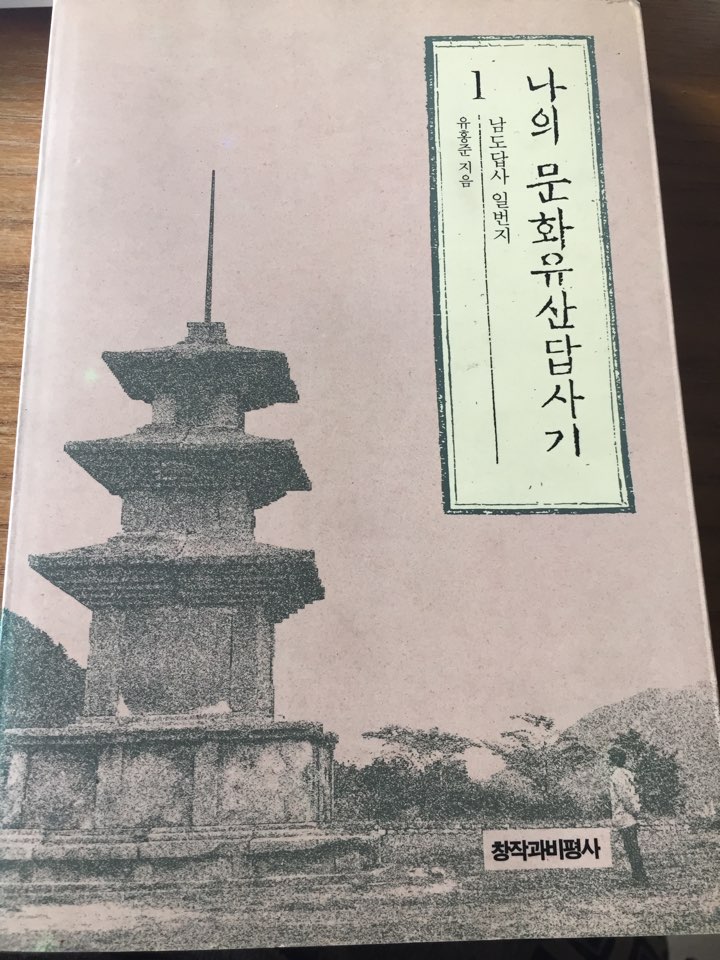 나의 문화유산답사기
1
남도답사 일번지
유홍준 지음
창작과비평사